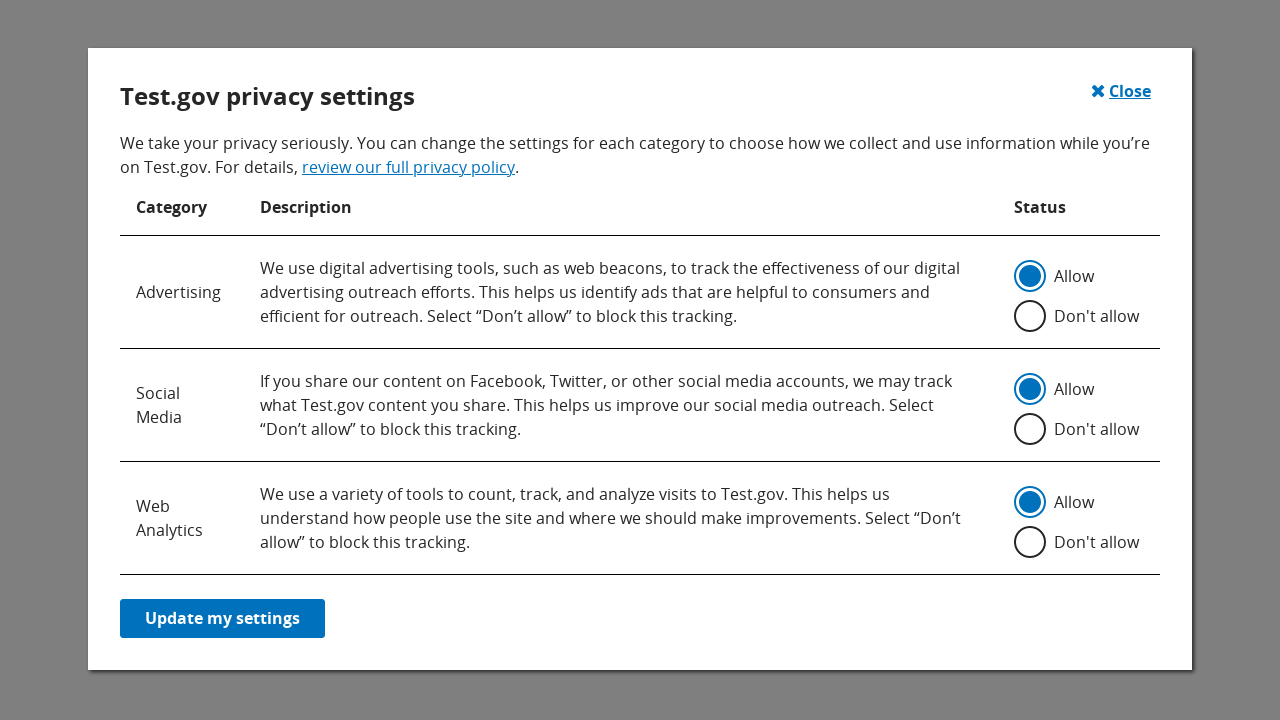 Test.gov privacy settings
✖ Close
We take your privacy seriously. You can change the settings for each category to choose how we collect and use information while you’re
on Test.gov. For details, review our full privacy policy.
Category Description Status
Advertising
We use digital advertising tools, such as web beacons, to track the effectiveness of our digital
advertising outreach efforts. This helps us identify ads that are helpful to consumers and
efficient for outreach. Select “Don’t allow” to block this tracking.
Allow
Don't allow
Social
Media
If you share our content on Facebook, Twitter, or other social media accounts, we may track
what Test.gov content you share. This helps us improve our social media outreach. Select
“Don’t allow” to block this tracking.
Allow
Don't allow
Web
Analytics
We use a variety of tools to count, track, and analyze visits to Test.gov. This helps us
understand how people use the site and where we should make improvements. Select “Don’t
allow” to block this tracking.
Allow
Don't allow
Update my settings